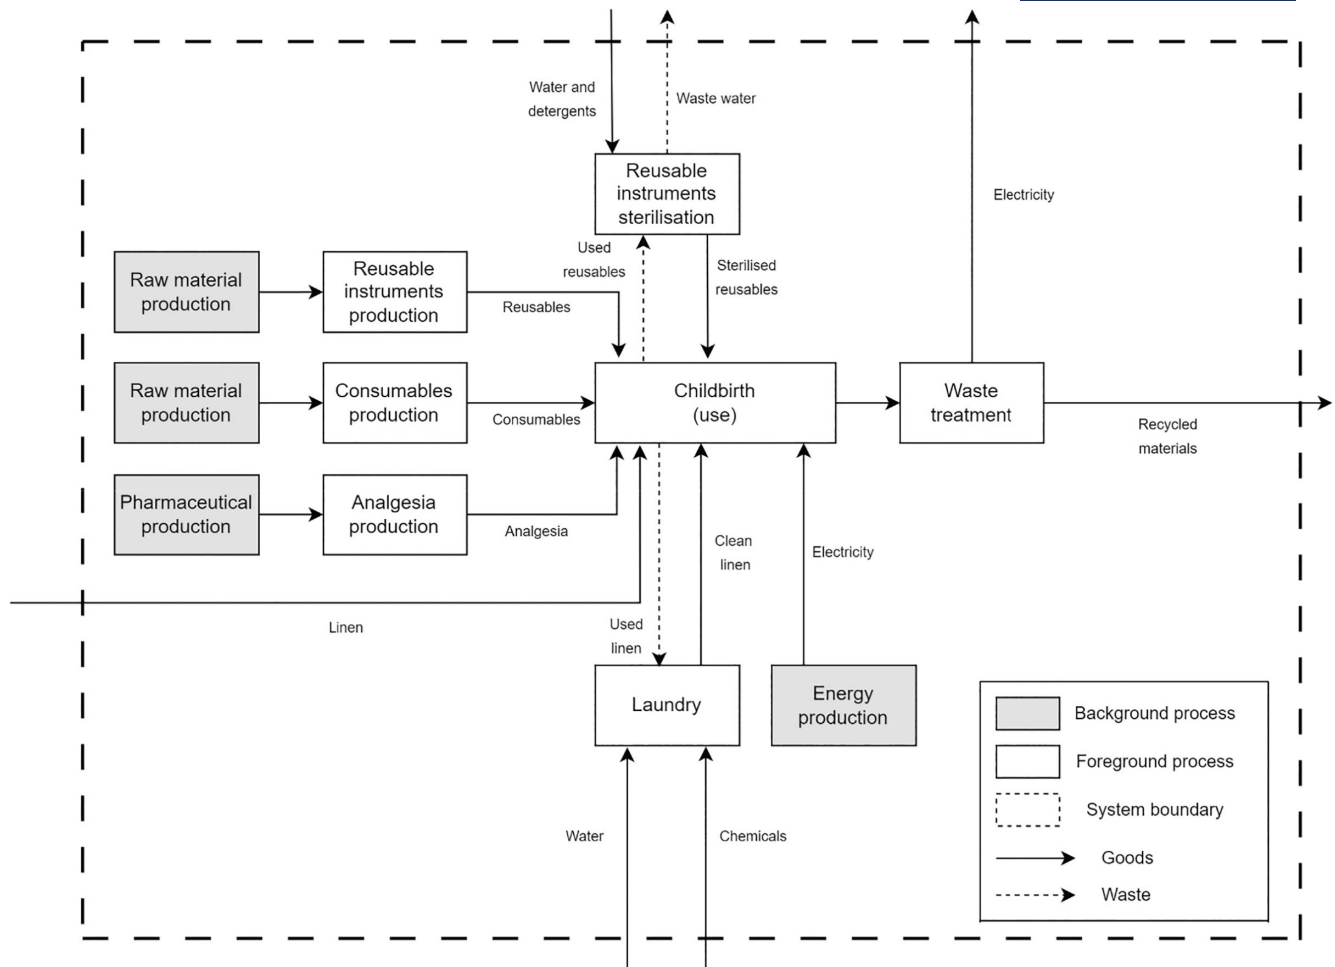 Water and
detergents
Waste water
Reusable
instruments
sterilisation
Electricity
Used
reusables
Sterilised
reusables
Raw material
production
Reusable
instruments
production
Reusables
Raw material
production
Consumables
production
Consumables
Childbirth
(use)
Waste
treatment
Recycled
materials
Pharmaceutical
production
Analgesia
production
Analgesia
Clean
linen
Electricity
Linen
Used
linen
Laundry
Energy
production
Water
Chemicals
Background process
Foreground process
System boundary
Goods
Waste